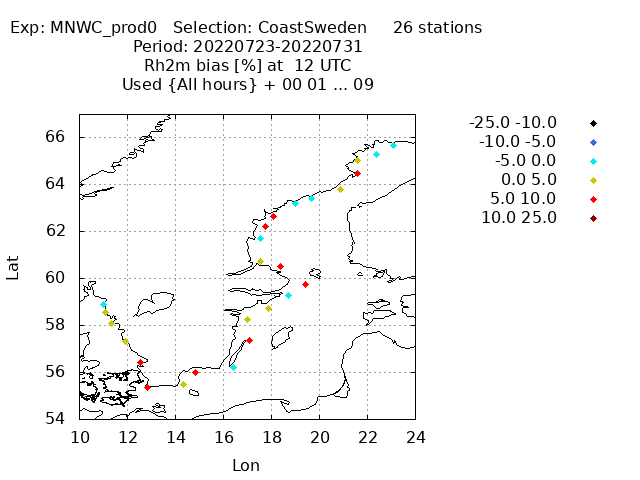 Exp: MNWC_prod0 Selection: CoastSweden 26 stations
Period: 20220723-20220731
Rh2m bias [%] at 12 UTC
Used {All hours} + 00 01 ... 09
-25.0 -10.0
-10.0 -5.0
-5.0 0.0
0.0 5.0
5.0 10.0
10.0 25.0
66
64
62
60
58
56
54
Lat
10 12 14 16 18 20 22 24
Lon